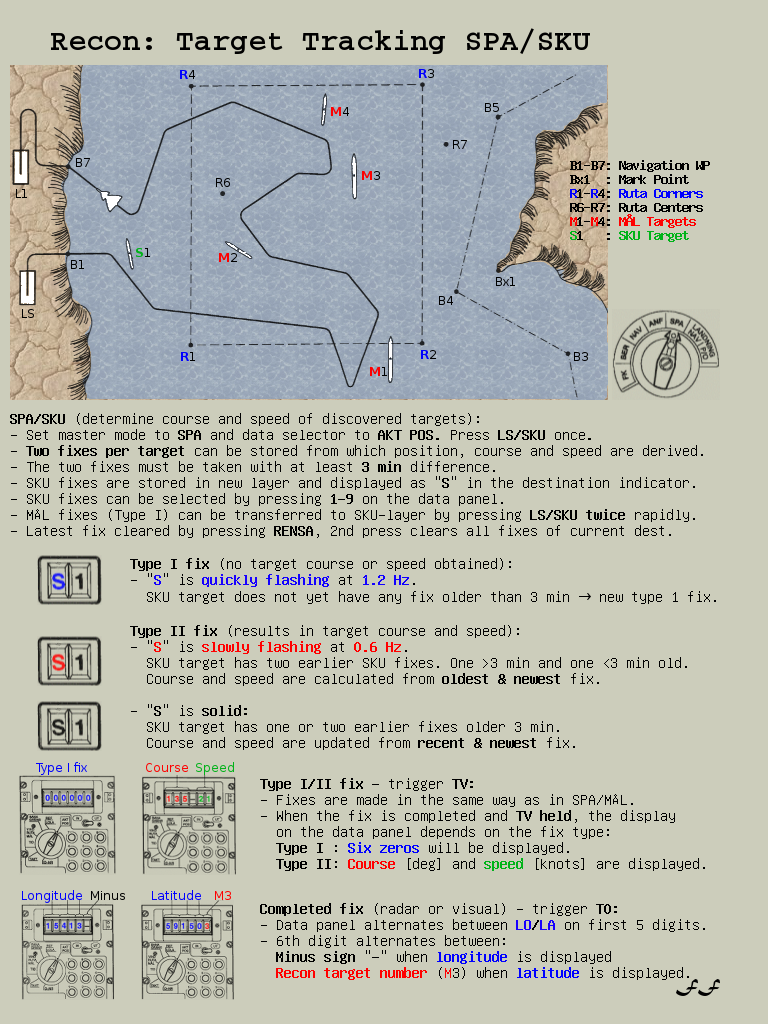 Recon: Target Tracking SPA/SKU
R4
R3
B5
M4
R7
B7
M3
B1-B7: Navigation WP
Bx1 : Mark Point
R1-R4: Ruta Corners
R6-R7: Ruta Centers
M1-M4: MÅL Targets
S1 : SKU Target
L1
R6
S1
M2
B1
Bx1
B4
LS
R1
R2
B3
M1
FK BER NAV ANF SPA LANDNING NAV P/O
SPA/SKU (determine course and speed of discovered targets):
- Set master mode to SPA and data selector to AKT POS. Press LS/SKU once.
- Two fixes per target can be stored from which position, course and speed are derived.
- The two fixes must be taken with at least 3 min difference.
- SKU fixes are stored in new layer and displayed as "S" in the destination indicator.
- SKU fixes can be selected by pressing 1-9 on the data panel.
- MÅL fixes (Type I) can be transferred to SKU-layer by pressing LS/SKU twice rapidly.
- Latest fix cleared by pressing RENSA, 2nd press clears all fixes of current dest.
S1
Type I fix (no target course or speed obtained):
- "S" is quickly flashing at 1.2 Hz.
SKU target does not yet have any fix older than 3 min → new type 1 fix.
S1
Type II fix (results in target course and speed):
- "S" is slowly flashing at 0.6 Hz.
SKU target has two earlier SKU fixes. One >3 min and one <3 min old.
Course and speed are calculated from oldest & newest fix.
S1
- "S" is solid:
SKU target has one or two earlier fixes older 3 min.
Course and speed are updated from recent & newest fix.
Type I fix
Course Speed
000000
135-21
Type I/II fix - trigger TV:
- Fixes are made in the same way as in SPA/MÅL.
- When the fix is completed and TV held, the display
on the data panel depends on the fix type:
Type I : Six zeros will be displayed.
Type II: Course [deg] and speed [knots] are displayed.
Longitude Minus
Latitude M3
15413-
591503
Completed fix (radar or visual) - trigger TO:
- Data panel alternates between LO/LA on first 5 digits.
- 6th digit alternates between:
Minus sign "-" when longitude is displayed
Recon target number (M3) when latitude is displayed.